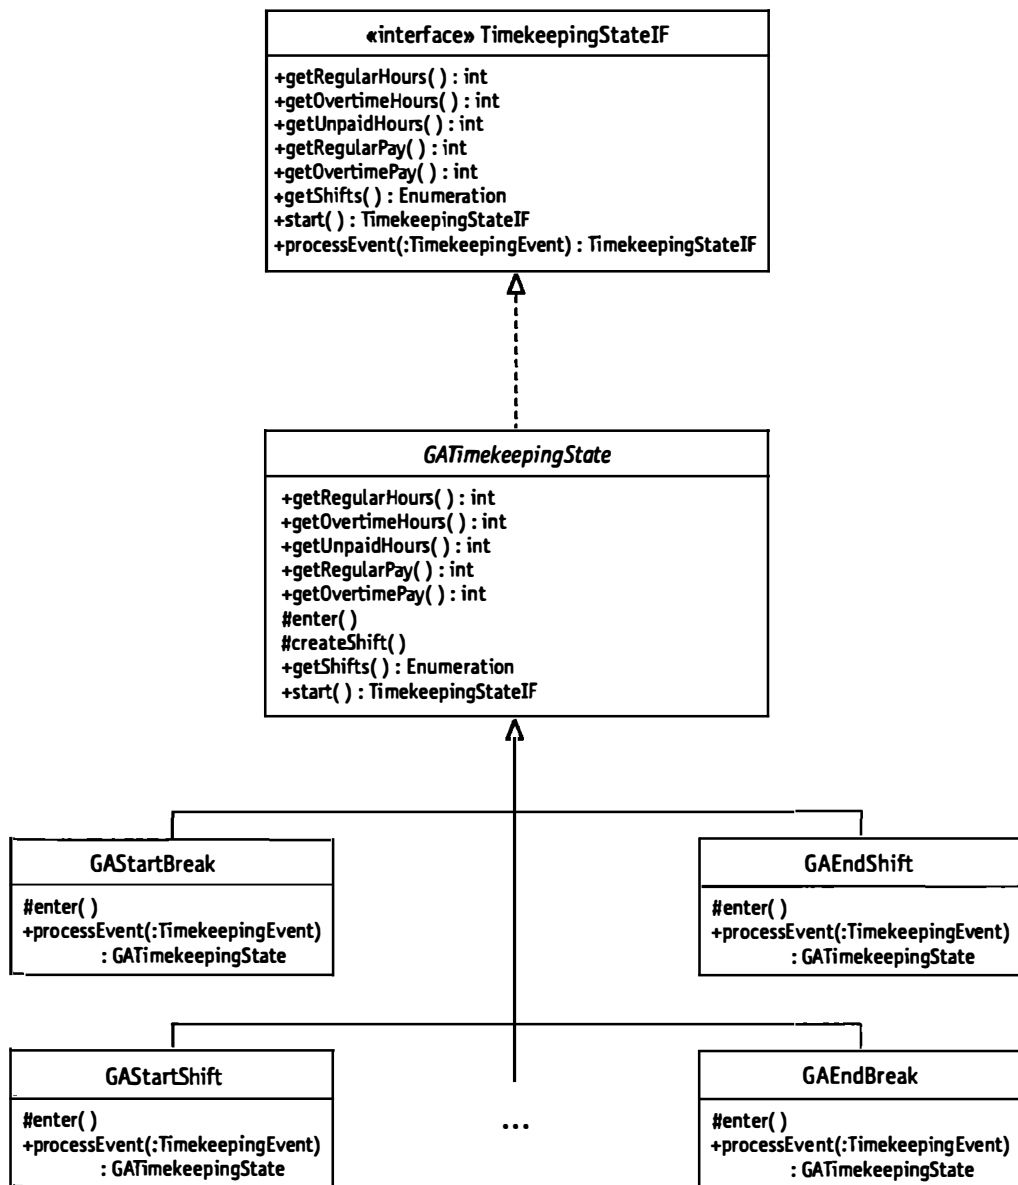 «interface» TimekeepingStateIF
+getRegularHours( ) : int
+getOvertimeHours( ) : int
+getUnpaidHours( ) : int
+getRegularPay( ) : int
+getOvertimePay( ) : int
+getShifts( ) : Enumeration
+start( ) : TimekeepingStateIF
+processEvent(:TimekeepingEvent) : TimekeepingStateIF
GATimekeepingState
+getRegularHours( ) : int
+getOvertimeHours( ) : int
+getUnpaidHours( ) : int
+getRegularPay( ) : int
+getOvertimePay( ) : int
#enter( )
#createShift( )
+getShifts( ) : Enumeration
+start( ) : TimekeepingStateIF
GAStartBreak
#enter( )
+processEvent(:TimekeepingEvent)
: GATimekeepingState
GAEndShift
#enter( )
+processEvent(:TimekeepingEvent)
: GATimekeepingState
GAStartShift
#enter( )
+processEvent(:TimekeepingEvent)
: GATimekeepingState
...
GAEndBreak
#enter( )
+processEvent(:TimekeepingEvent)
: GATimekeepingState